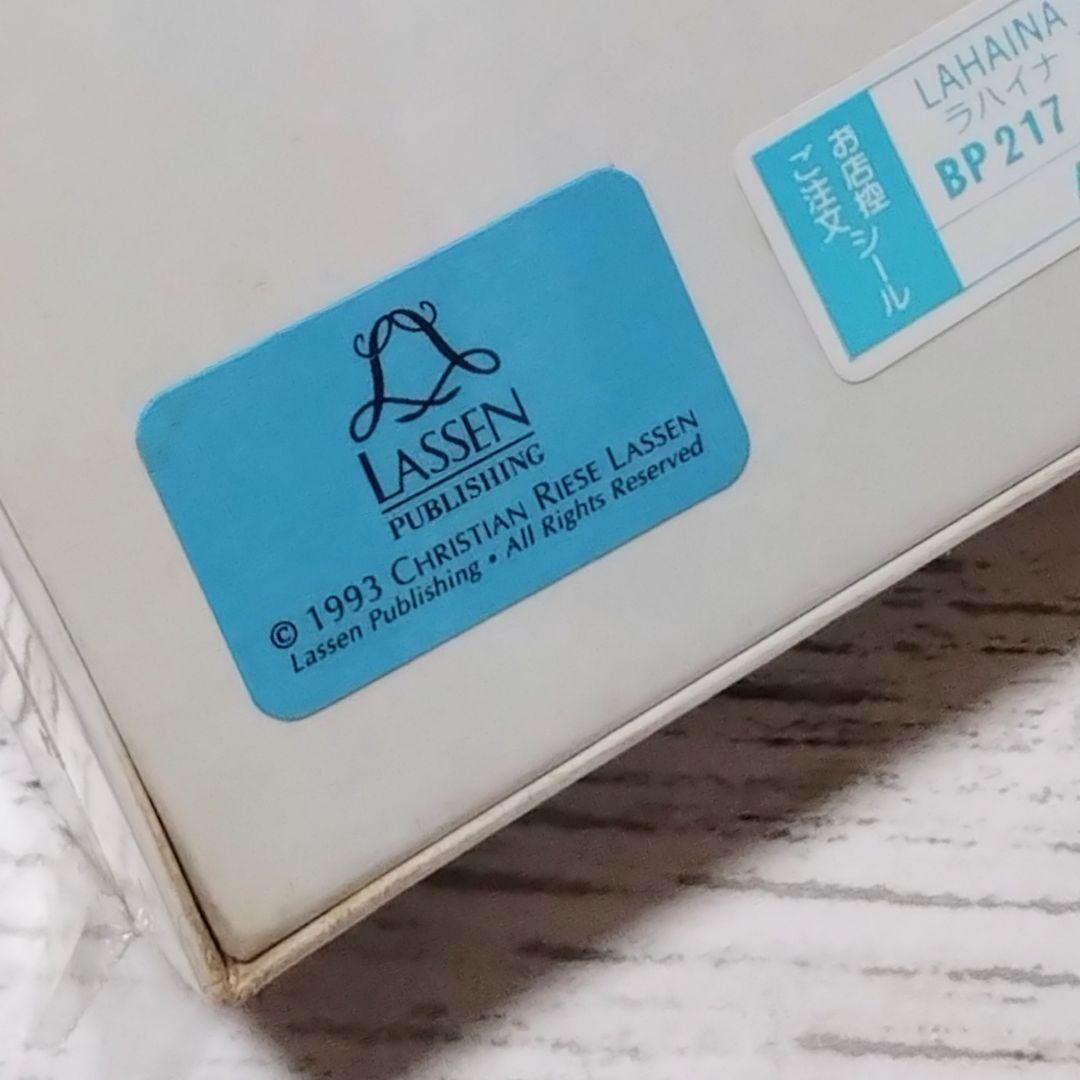 LASSEN
PUBLISHING
© 1993 CHRISTIAN RIESE LASSEN
Lassen Publishing • All Rights Reserved
お店控シール
ご注文
LAHAINA
ラハイナ
BP 217